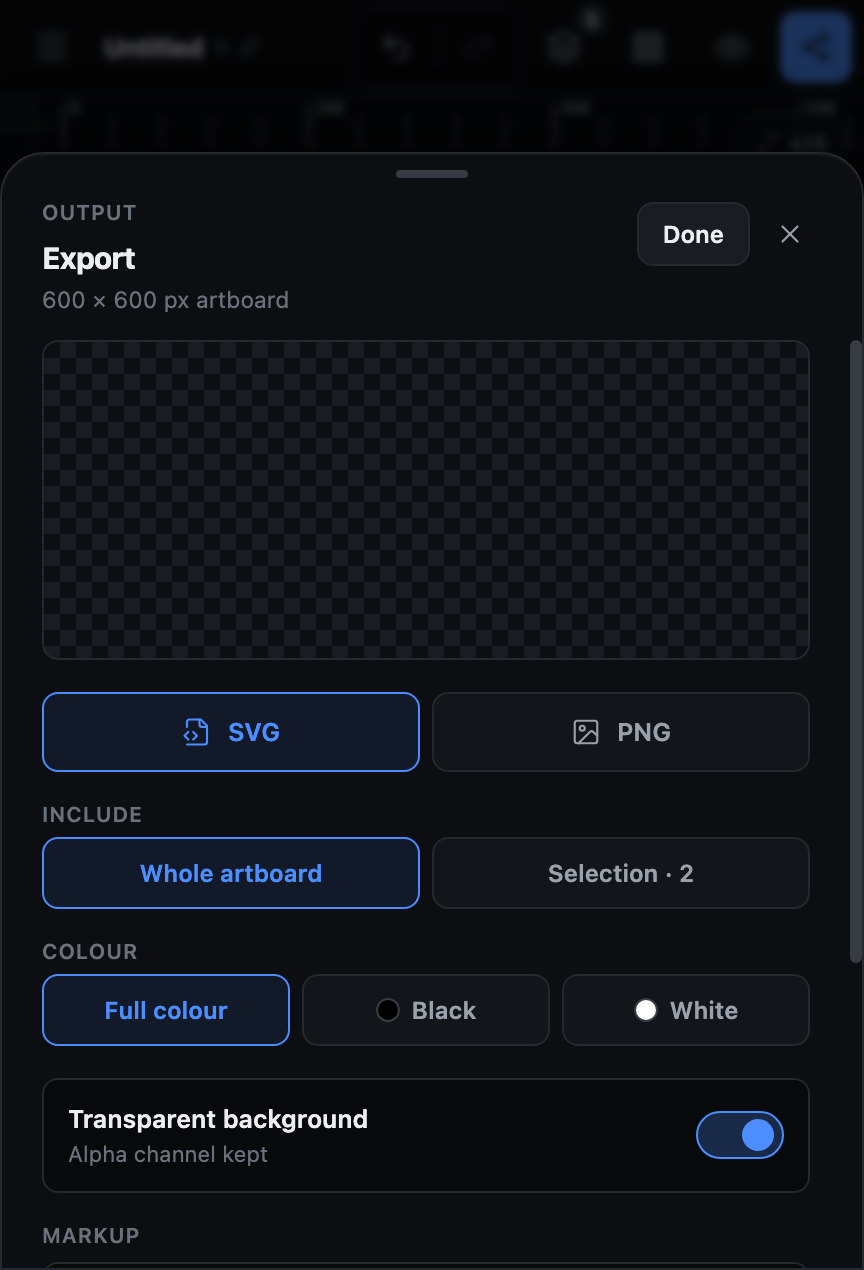 Untitled
OUTPUT
Export
600 × 600 px artboard
Done
SVG
PNG
INCLUDE
Whole artboard
Selection · 2
COLOUR
Full colour
Black
White
Transparent background
Alpha channel kept
MARKUP